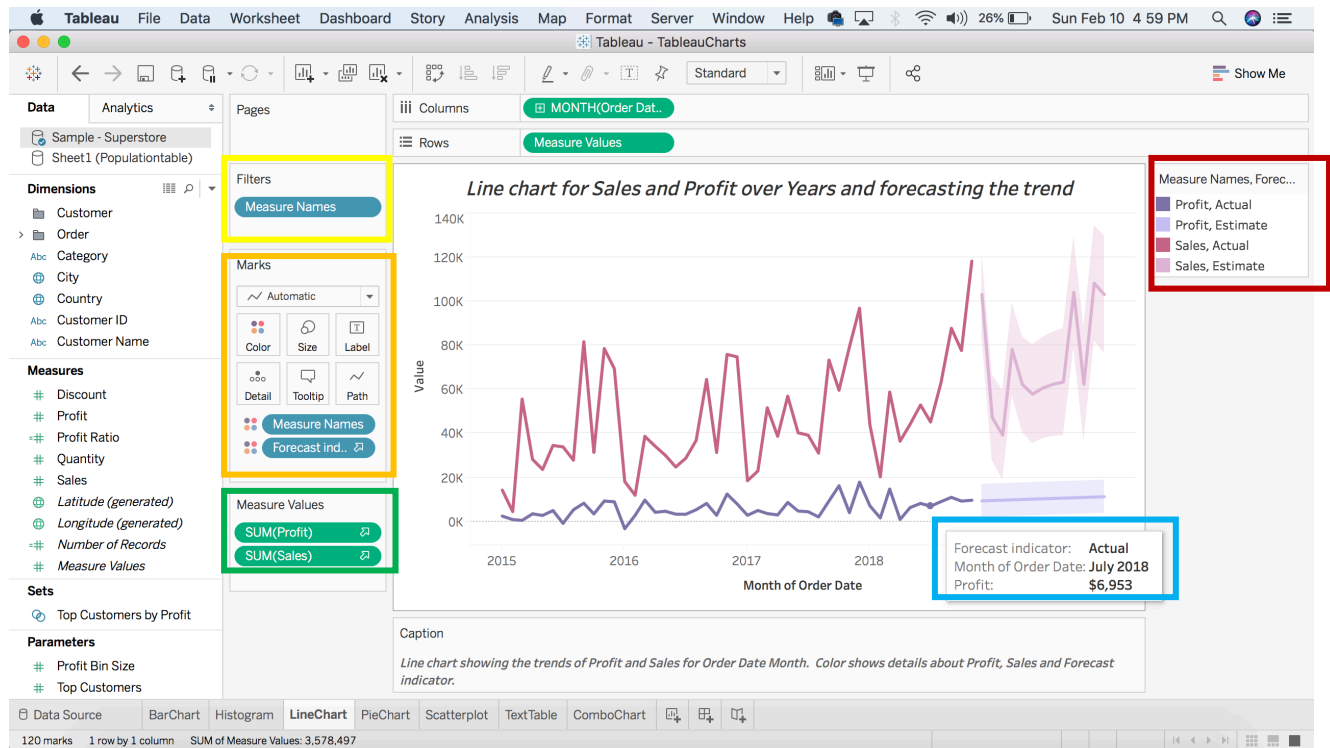 Tableau File Data Worksheet Dashboard Story Analysis Map Format Server Window Help 26% Sun Feb 10 4 59 PM
Tableau - TableauCharts
Standard
Show Me
Data Analytics
Sample - Superstore
Sheet1 (Populationtable)
Dimensions
Customer
Order
Abc Category
City
Country
Abc Customer ID
Abc Customer Name
Measures
Discount
Profit
Profit Ratio
Quantity
Sales
Latitude (generated)
Longitude (generated)
Number of Records
Measure Values
Sets
Top Customers by Profit
Parameters
Profit Bin Size
Top Customers
Pages
Filters
Measure Names
Marks
Automatic
Color Size Label
Detail Tooltip Path
Measure Names
Forecast ind..
Measure Values
SUM(Profit)
SUM(Sales)
Columns MONTH(Order Dat..
Rows Measure Values
Line chart for Sales and Profit over Years and forecasting the trend
140K
120K
100K
80K
60K
40K
20K
0K
Value
2015 2016 2017 2018
Month of Order Date
Forecast indicator: Actual
Month of Order Date: July 2018
Profit: $6,953
Measure Names, Forec...
Profit, Actual
Profit, Estimate
Sales, Actual
Sales, Estimate
Caption
Line chart showing the trends of Profit and Sales for Order Date Month. Color shows details about Profit, Sales and Forecast
indicator.
Data Source BarChart Histogram LineChart PieChart Scatterplot TextTable ComboChart
120 marks 1 row by 1 column SUM of Measure Values: 3,578,497